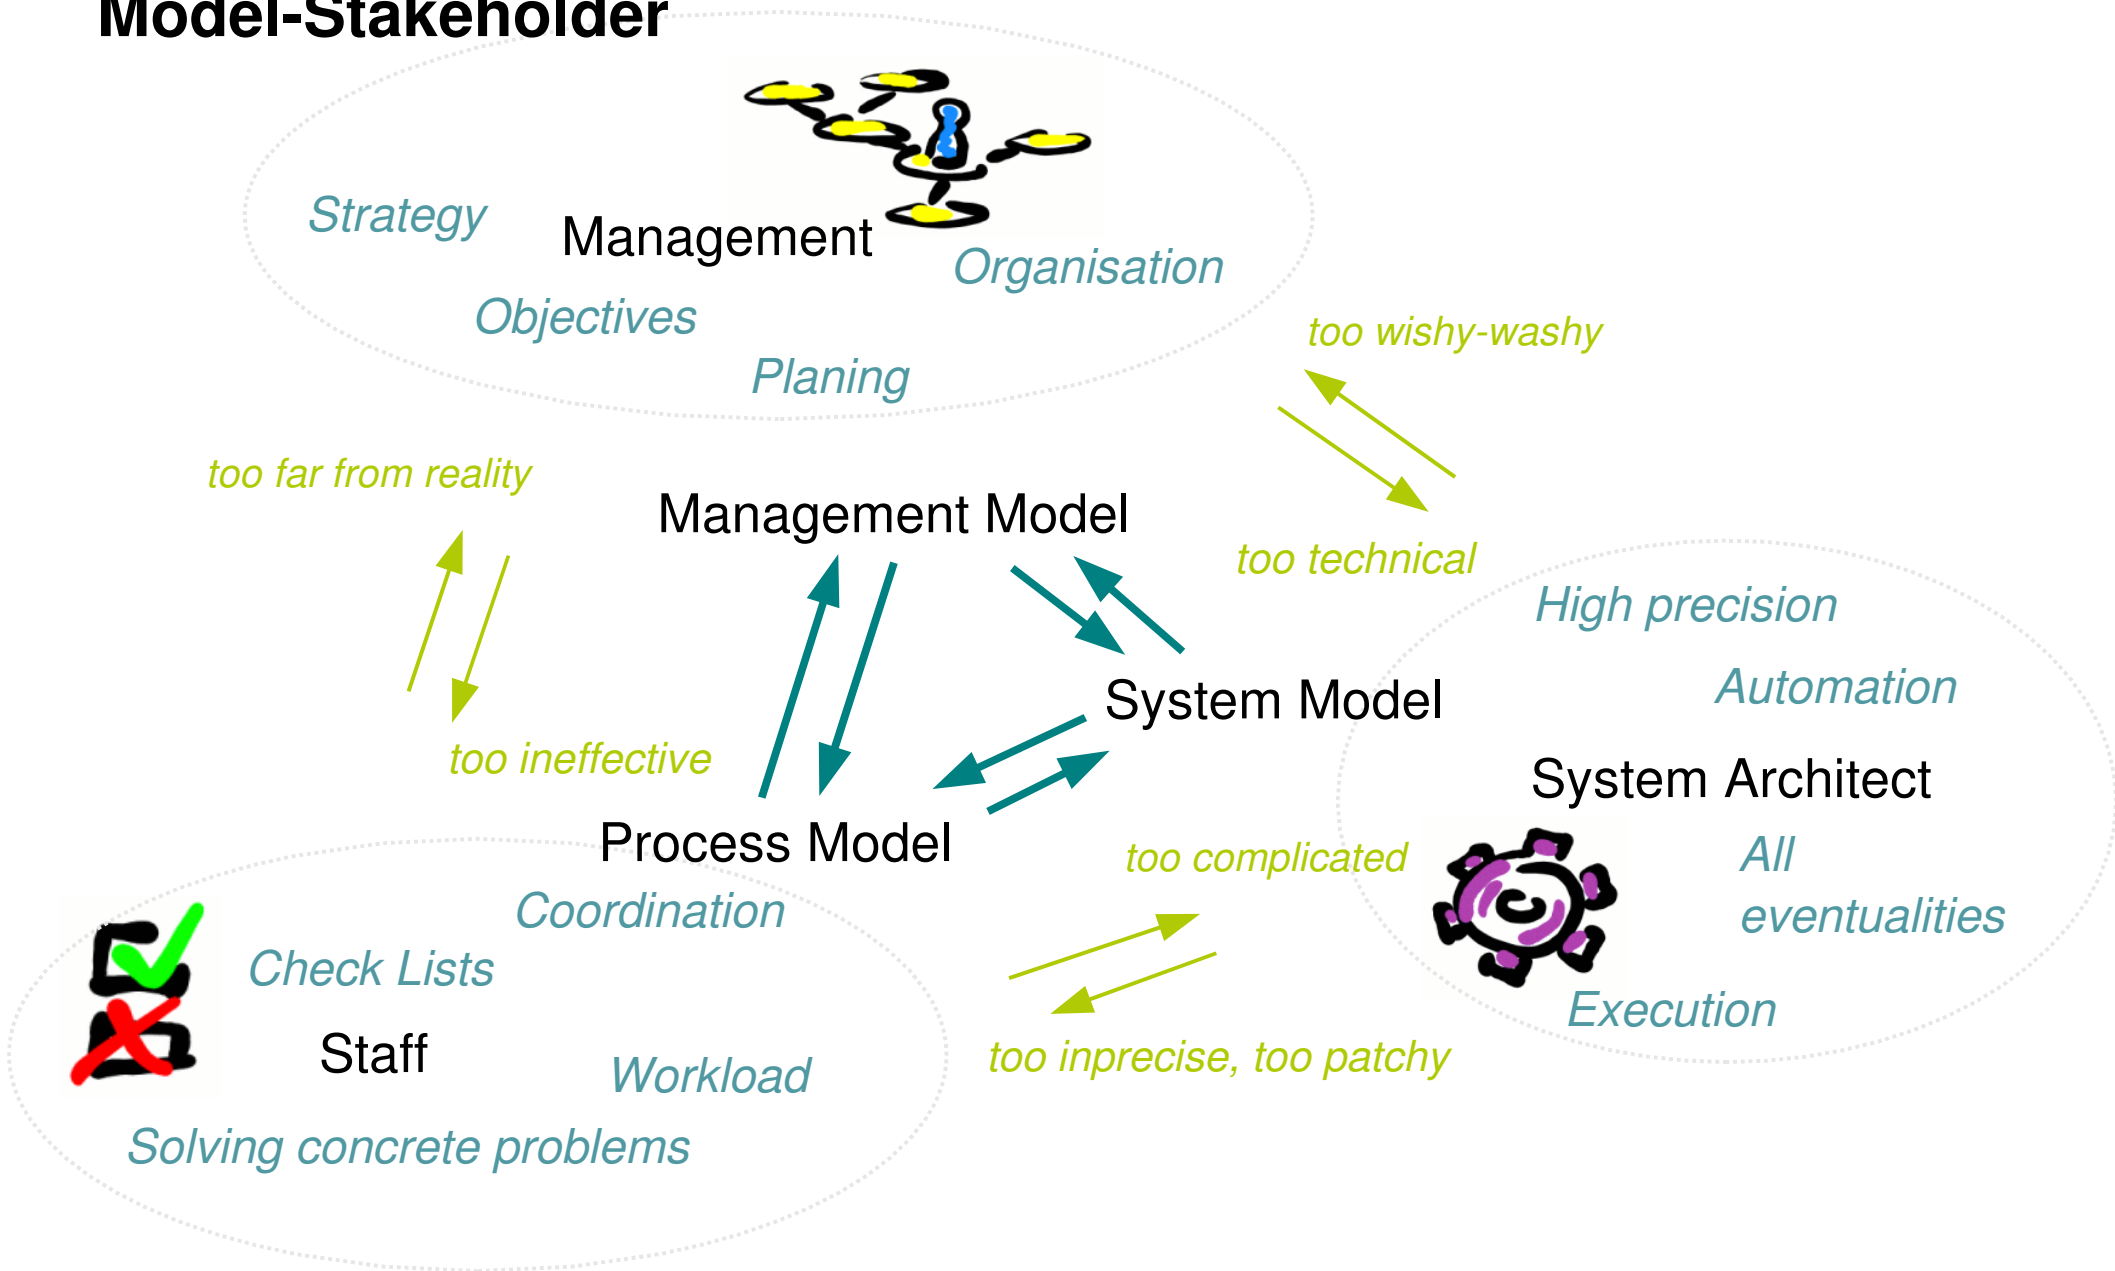 Model-Stakeholder
Strategy
Management
Organisation
Objectives
Planing
too wishy-washy
too far from reality
Management Model
too technical
High precision
Automation
System Model
too ineffective
System Architect
Process Model
too complicated
All
eventualities
Coordination
Check Lists
Execution
Staff
Workload
too inprecise, too patchy
Solving concrete problems